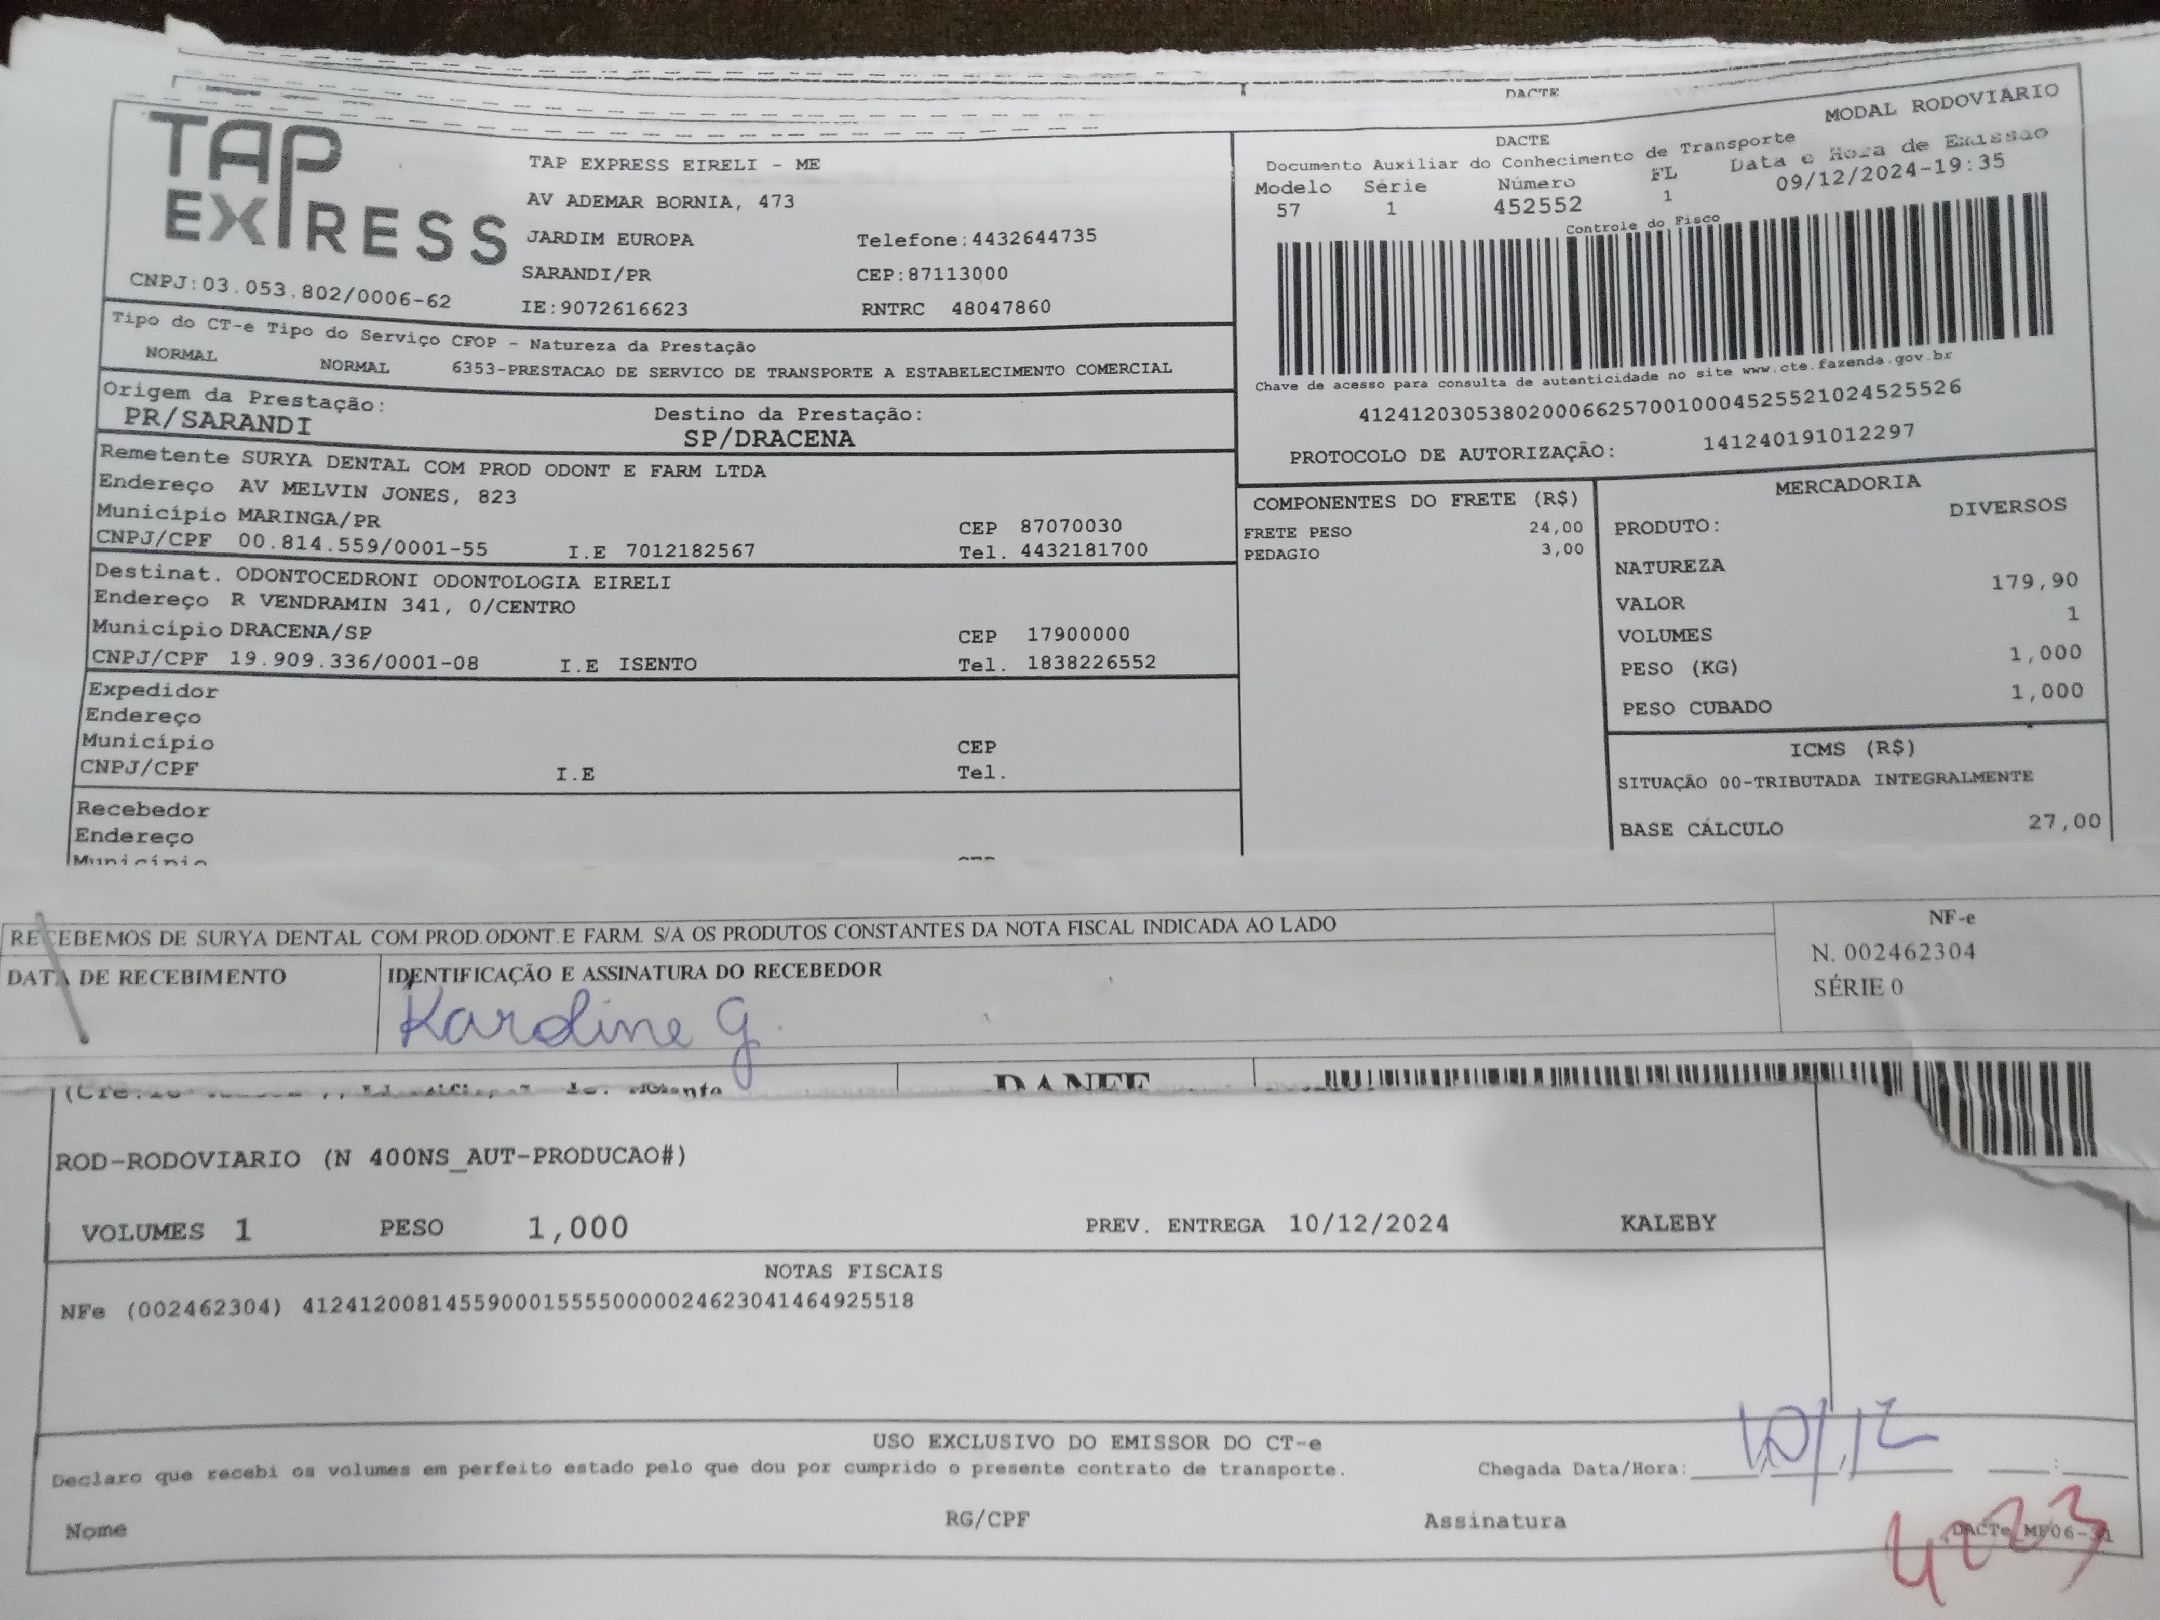 DACTE
TAP EXPRESS
CNPJ:03.053.802/0006-62
TAP EXPRESS EIRELI - ME
AV ADEMAR BORNIA, 473
JARDIM EUROPA Telefone:4432644735
SARANDI/PR CEP:87113000
IE:9072616623 RNTRC 48047860
MODAL RODOVIÁRIO
DACTE
Documento Auxiliar do Conhecimento de Transporte
Modelo Série Número FL Data e Hora de Emissão
57 1 452552 1 09/12/2024-19:35
Controle do Fisco
Chave de acesso para consulta de autenticidade no site www.cte.fazenda.gov.br
41241203053802000662570010004525521024525526
PROTOCOLO DE AUTORIZAÇÃO: 141240191012297
Tipo do CT-e Tipo do Serviço CFOP - Natureza da Prestação
NORMAL NORMAL 6353-PRESTACAO DE SERVICO DE TRANSPORTE A ESTABELECIMENTO COMERCIAL
Origem da Prestação: Destino da Prestação:
PR/SARANDI SP/DRACENA
Remetente SURYA DENTAL COM PROD ODONT E FARM LTDA
Endereço AV MELVIN JONES, 823
Município MARINGA/PR CEP 87070030
CNPJ/CPF 00.814.559/0001-55 I.E 7012182567 Tel. 4432181700
Destinat. ODONTOCEDRONI ODONTOLOGIA EIRELI
Endereço R VENDRAMIN 341, 0/CENTRO
Município DRACENA/SP CEP 17900000
CNPJ/CPF 19.909.336/0001-08 I.E ISENTO Tel. 1838226552
Expedidor
Endereço
Município CEP
CNPJ/CPF I.E Tel.
Recebedor
Endereço
Município CEP
COMPONENTES DO FRETE (R$)
FRETE PESO 24,00
PEDAGIO 3,00
MERCADORIA
PRODUTO: DIVERSOS
NATUREZA
VALOR 179,90
VOLUMES 1
PESO (KG) 1,000
PESO CUBADO 1,000
ICMS (R$)
SITUAÇÃO 00-TRIBUTADA INTEGRALMENTE
BASE CÁLCULO 27,00
RECEBEMOS DE SURYA DENTAL COM.PROD.ODONT.E FARM. S/A OS PRODUTOS CONSTANTES DA NOTA FISCAL INDICADA AO LADO
DATA DE RECEBIMENTO IDENTIFICAÇÃO E ASSINATURA DO RECEBEDOR
Karoline G.
NF-e
N. 002462304
SÉRIE 0
DANFE
ROD-RODOVIARIO (N 400NS_AUT-PRODUCAO#)
VOLUMES 1 PESO 1,000 PREV. ENTREGA 10/12/2024 KALEBY
NOTAS FISCAIS
NFe (002462304) 41241200814559000155550000024623041464925518
USO EXCLUSIVO DO EMISSOR DO CT-e
Declaro que recebi os volumes em perfeito estado pelo que dou por cumprido o presente contrato de transporte. Chegada Data/Hora: 10/12
Nome RG/CPF Assinatura
4023